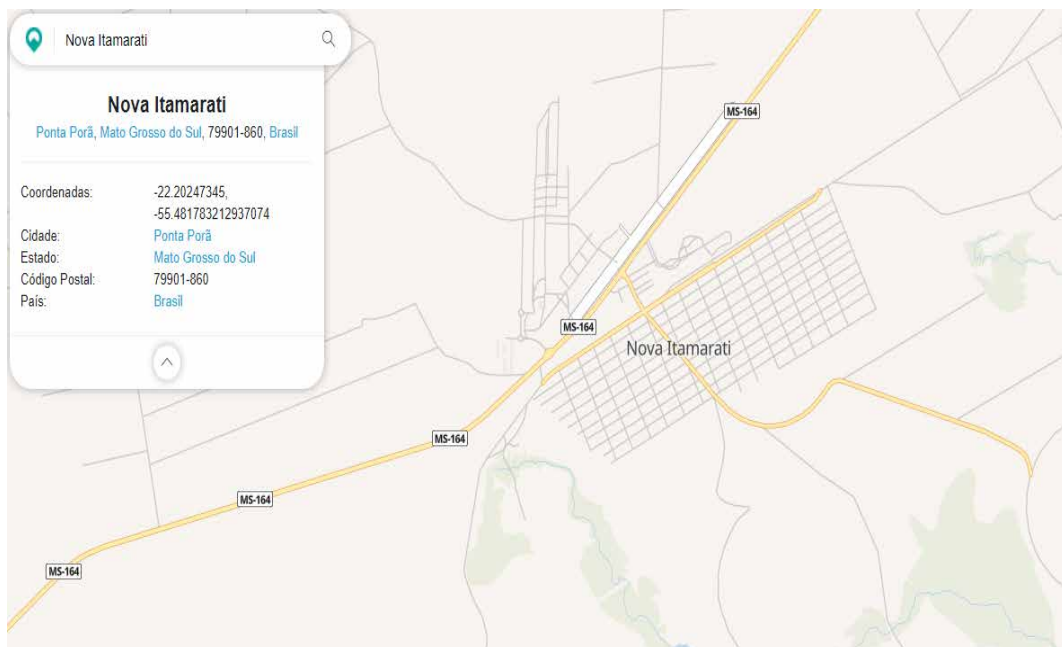 Nova Itamarati
Nova Itamarati
Ponta Porã, Mato Grosso do Sul, 79901-860, Brasil
Coordenadas: -22.20247345,
-55.481783212937074
Cidade: Ponta Porã
Estado: Mato Grosso do Sul
Código Postal: 79901-860
País: Brasil
MS-164
MS-164
Nova Itamarati
MS-164
MS-164
MS-164